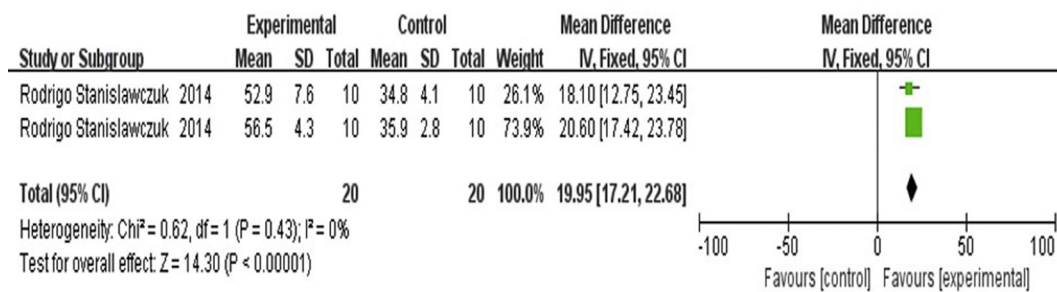 Experimental Control Mean Difference Mean Difference
Study or Subgroup Mean SD Total Mean SD Total Weight IV, Fixed, 95% CI IV, Fixed, 95% CI
Rodrigo Stanislawczuk 2014 52.9 7.6 10 34.8 4.1 10 26.1% 18.10 [12.75, 23.45]
Rodrigo Stanislawczuk 2014 56.5 4.3 10 35.9 2.8 10 73.9% 20.60 [17.42, 23.78]
Total (95% CI) 20 20 100.0% 19.95 [17.21, 22.68]
Heterogeneity: Chi² = 0.62, df = 1 (P = 0.43); I² = 0%
Test for overall effect: Z = 14.30 (P < 0.00001)
-100 -50 0 50 100
Favours [control] Favours [experimental]